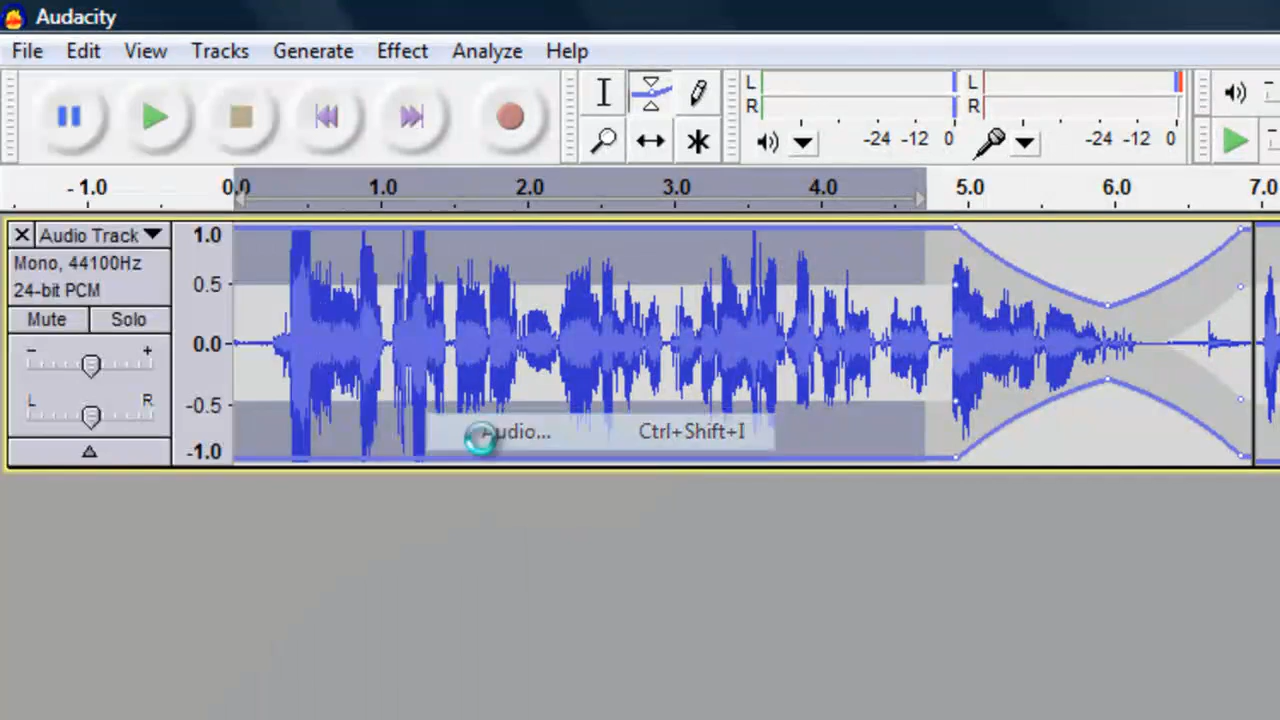 Audacity
File Edit View Tracks Generate Effect Analyze Help
L L
R R
-24 -12 0 -24 -12 0
- 1.0 0.0 1.0 2.0 3.0 4.0 5.0 6.0 7.0
X Audio Track
Mono, 44100Hz
24-bit PCM
Mute Solo
- +
L R
1.0
0.5
0.0
-0.5
-1.0
Audio... Ctrl+Shift+I